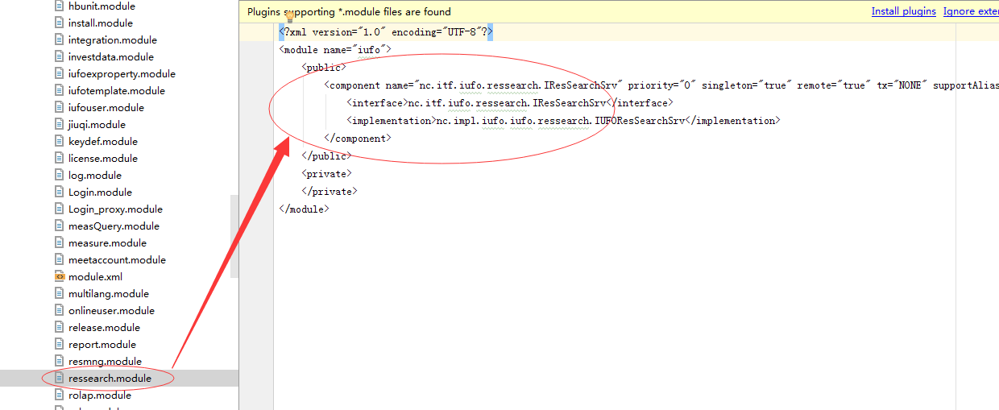 hbunit.module
install.module
integration.module
investdata.module
iufoexproperty.module
iufotemplate.module
iufouser.module
jiuqi.module
keydef.module
license.module
log.module
Login.module
Login_proxy.module
measQuery.module
measure.module
meetaccount.module
module.xml
multilang.module
onlineuser.module
release.module
report.module
resmng.module
ressearch.module
rolap.module
Plugins supporting *.module files are found
Install plugins
Ignore exter
<?xml version="1.0" encoding="UTF-8"?>
<module name="iufo">
<public>
<component name="nc.itf.iufo.ressearch.IResSearchSrv" priority="0" singleton="true" remote="true" tx="NONE" supportAlias
<interface>nc.itf.iufo.ressearch.IResSearchSrv</interface>
<implementation>nc.impl.iufo.iufo.ressearch.IUFOResSearchSrv</implementation>
</component>
</public>
<private>
</private>
</module>